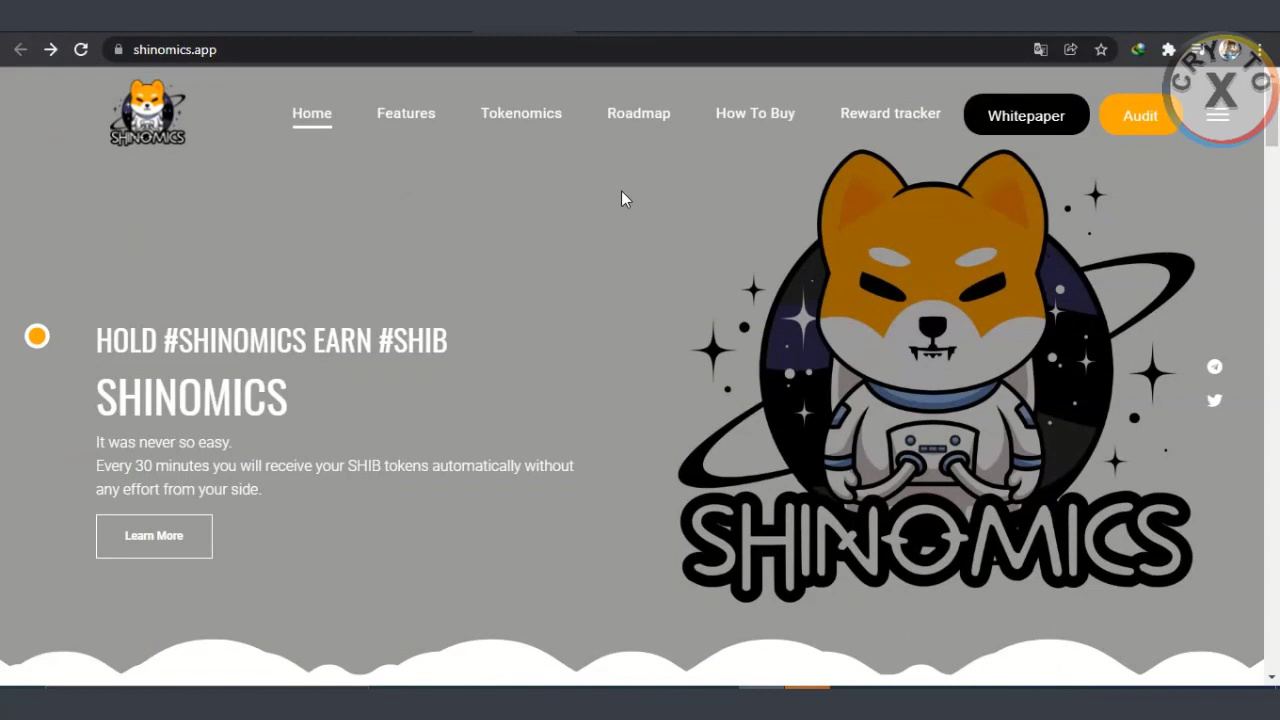 shinomics.app
CRYPTO
X
SHINOMICS
Home
Features
Tokenomics
Roadmap
How To Buy
Reward tracker
Whitepaper
Audit
HOLD #SHINOMICS EARN #SHIB
SHINOMICS
It was never so easy.
Every 30 minutes you will receive your SHIB tokens automatically without
any effort from your side.
Learn More
SHINOMICS